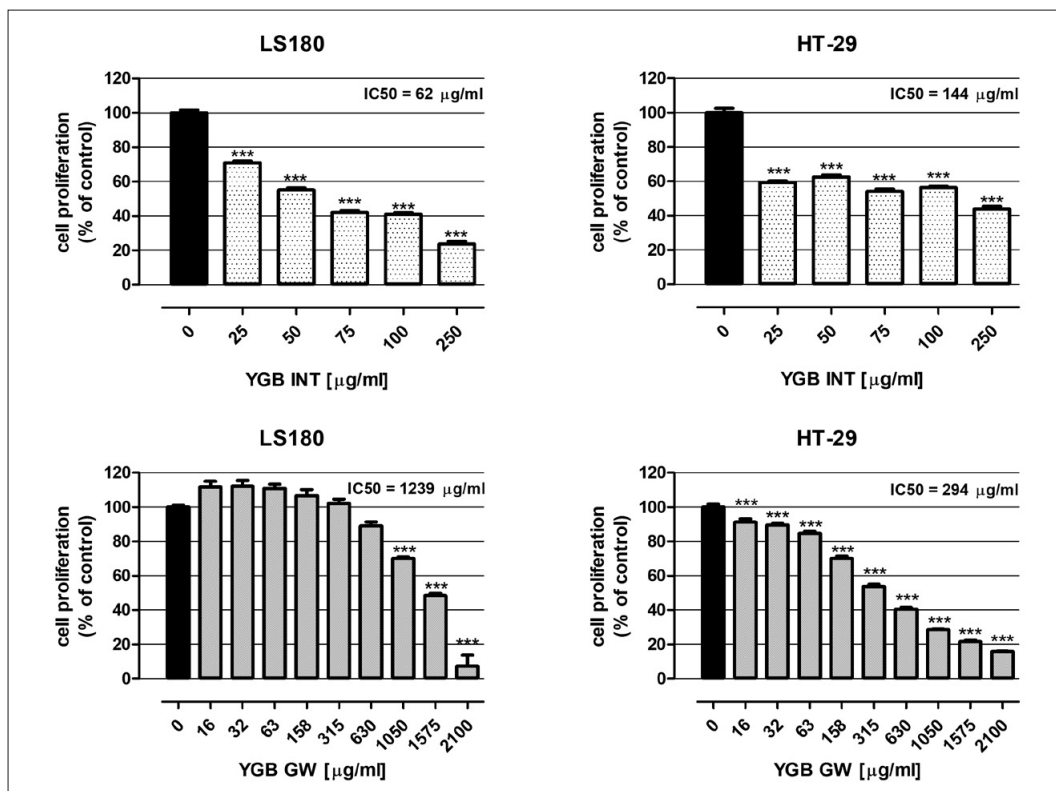 LS180
IC50 = 62 µg/ml
cell proliferation
(% of control)
120
100
80
60
40
20
0
*** *** *** *** ***
0 25 50 75 100 250
YGB INT [µg/ml]
HT-29
IC50 = 144 µg/ml
cell proliferation
(% of control)
120
100
80
60
40
20
0
*** *** *** *** ***
0 25 50 75 100 250
YGB INT [µg/ml]
LS180
IC50 = 1239 µg/ml
cell proliferation
(% of control)
120
100
80
60
40
20
0
*** *** ***
0 16 32 63 158 315 630 1050 1575 2100
YGB GW [µg/ml]
HT-29
IC50 = 294 µg/ml
cell proliferation
(% of control)
120
100
80
60
40
20
0
*** *** *** *** *** *** *** *** ***
0 16 32 63 158 315 630 1050 1575 2100
YGB GW [µg/ml]